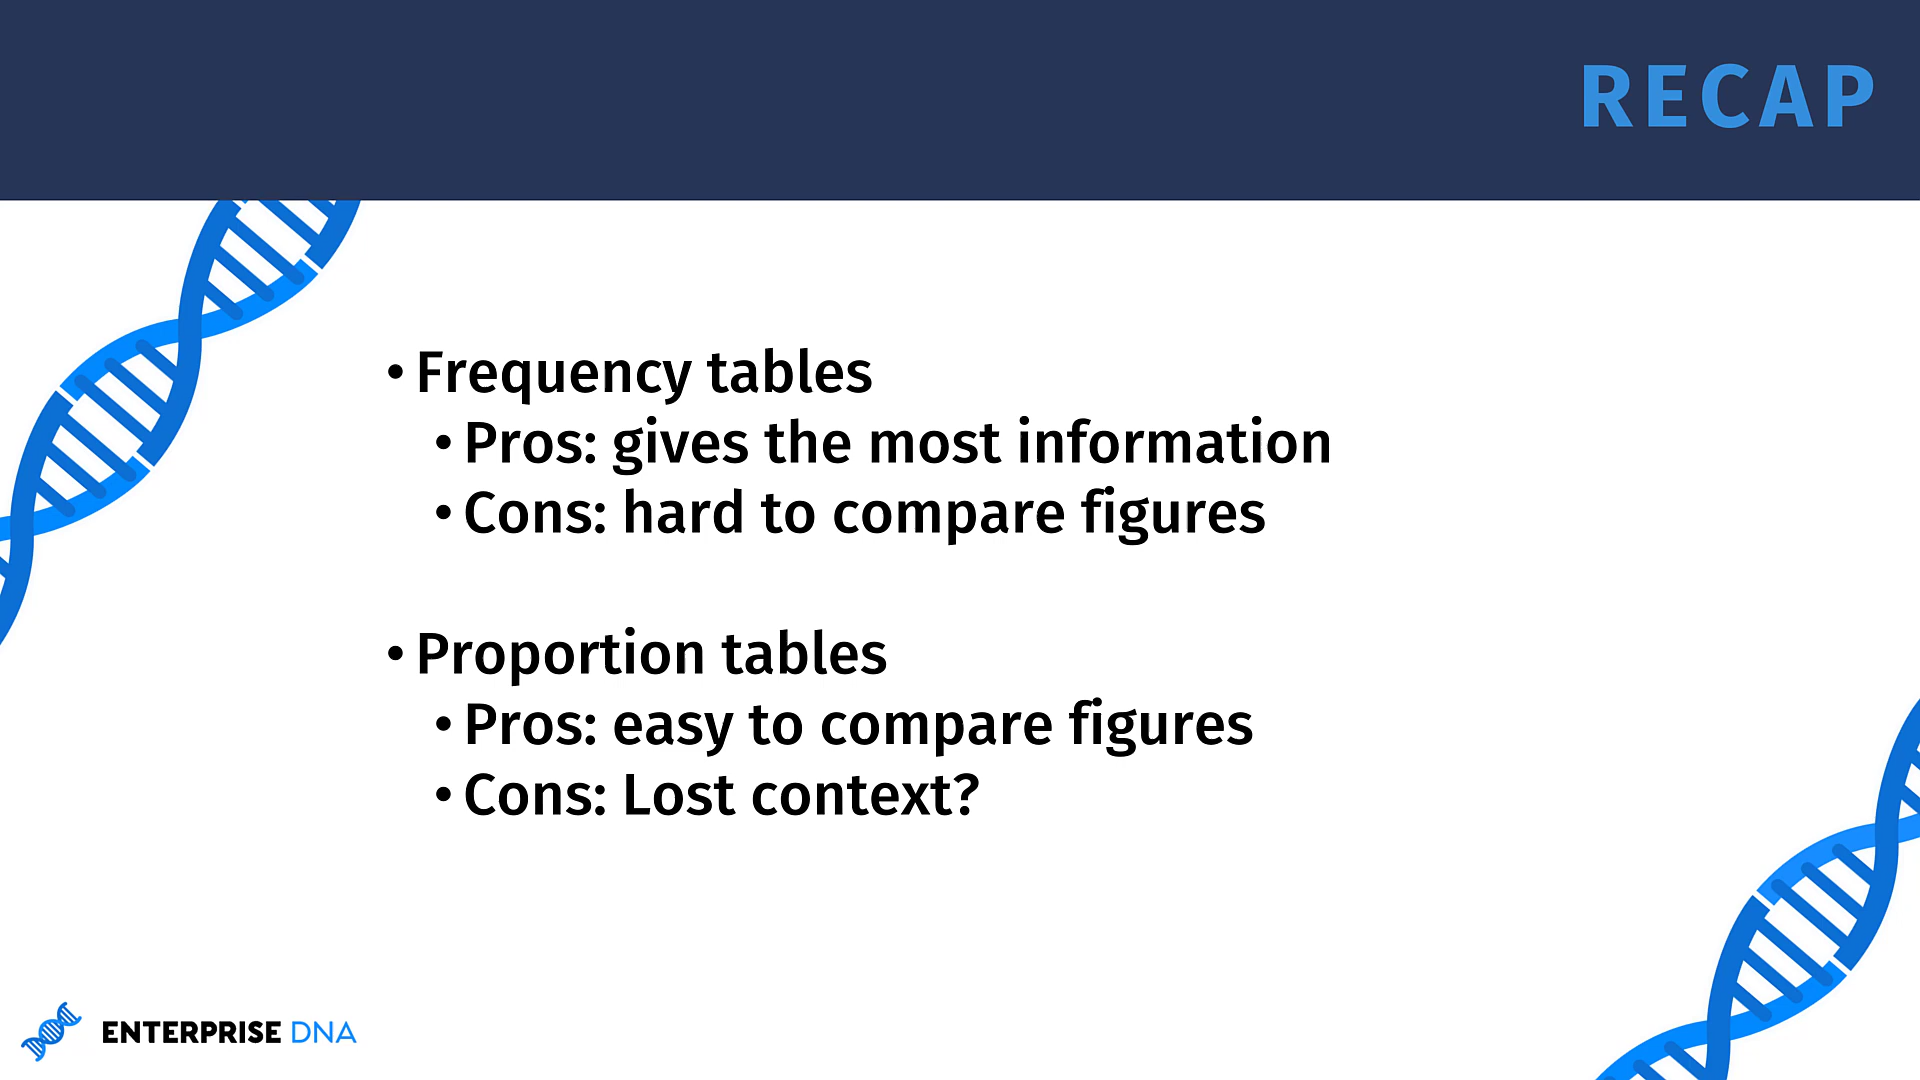 RECAP
• Frequency tables
• Pros: gives the most information
• Cons: hard to compare figures
• Proportion tables
• Pros: easy to compare figures
• Cons: Lost context?
ENTERPRISE DNA